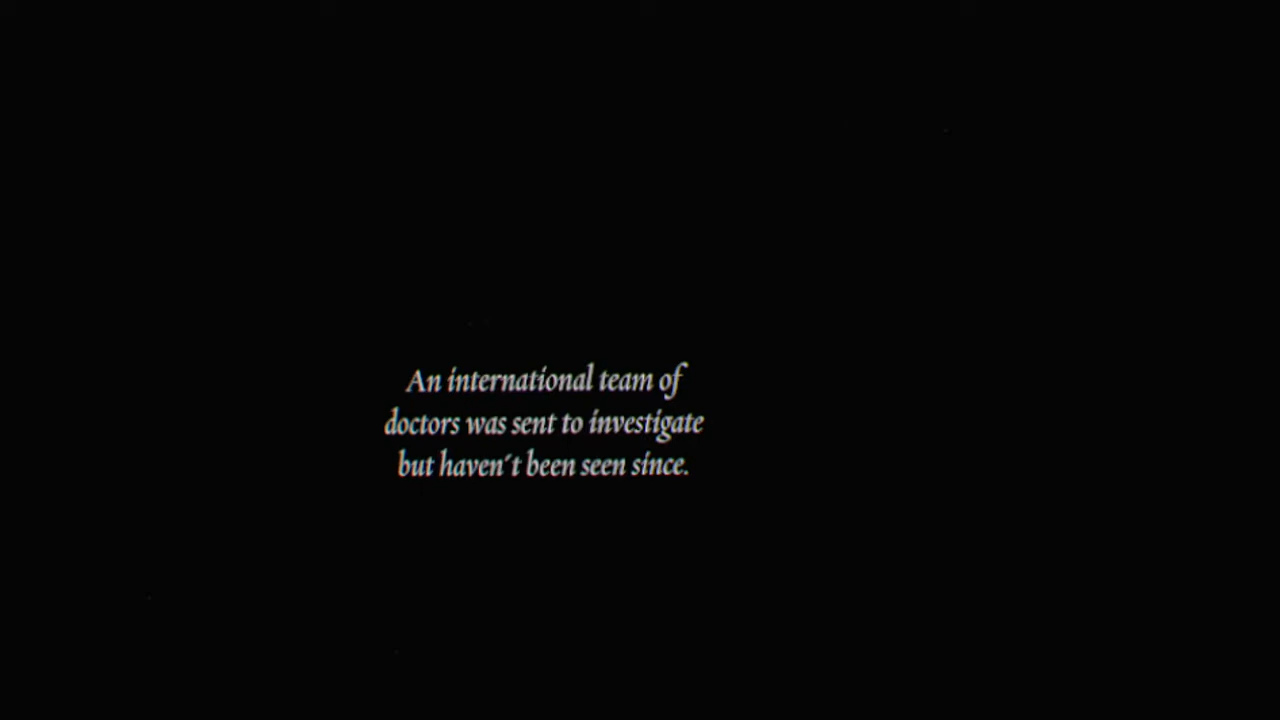 An international team of
doctors was sent to investigate
but haven´t been seen since.